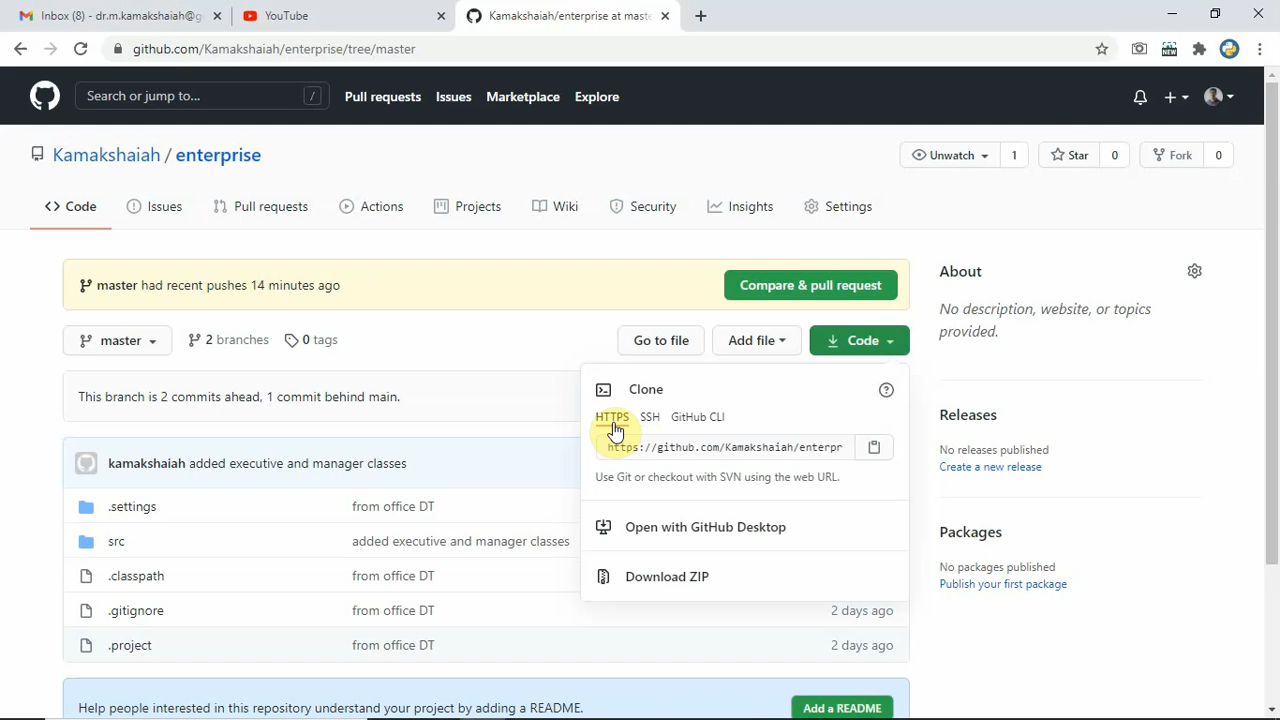 Inbox (8) - dr.m.kamakshaiah@g
YouTube
Kamakshaiah/enterprise at maste
github.com/Kamakshaiah/enterprise/tree/master
NEW
Search or jump to...
/
Pull requests
Issues
Marketplace
Explore
Kamakshaiah / enterprise
Unwatch
1
Star
0
Fork
0
Code
Issues
Pull requests
Actions
Projects
Wiki
Security
Insights
Settings
master had recent pushes 14 minutes ago
Compare & pull request
About
No description, website, or topics
provided.
master
2 branches
0 tags
Go to file
Add file
Code
This branch is 2 commits ahead, 1 commit behind main.
Clone
HTTPS
SSH
GitHub CLI
https://github.com/Kamakshaiah/enterpr
Use Git or checkout with SVN using the web URL.
Open with GitHub Desktop
Download ZIP
Releases
No releases published
Create a new release
kamakshaiah added executive and manager classes
.settings
from office DT
src
added executive and manager classes
.classpath
from office DT
.gitignore
from office DT
2 days ago
.project
from office DT
2 days ago
Packages
No packages published
Publish your first package
Help people interested in this repository understand your project by adding a README.
Add a README